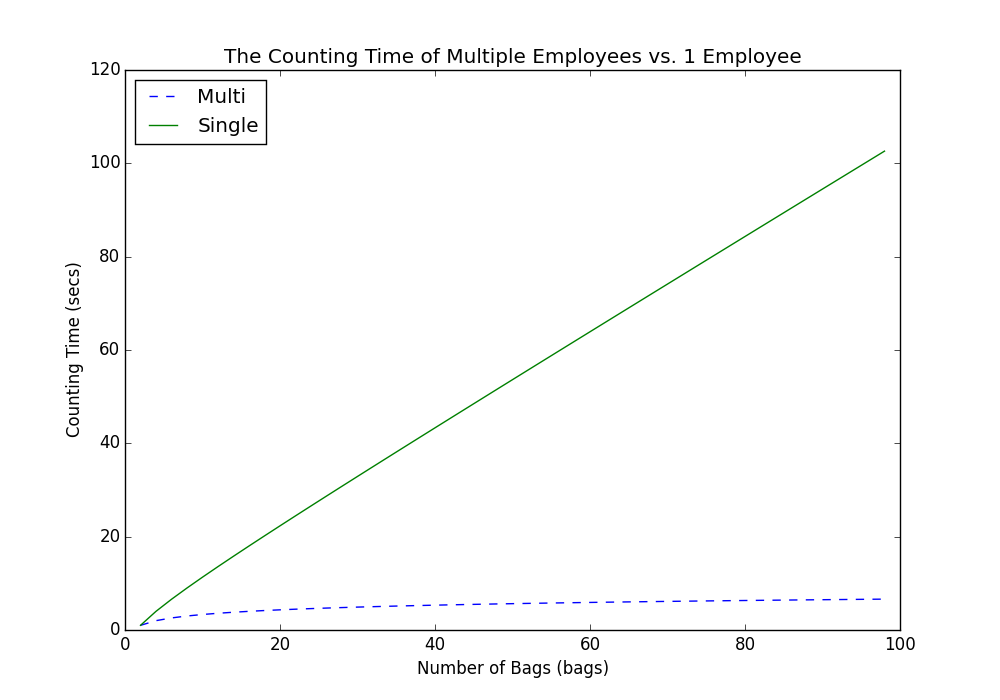 The Counting Time of Multiple Employees vs. 1 Employee
120
Multi
Single
100
80
60
40
20
0
Counting Time (secs)
0 20 40 60 80 100
Number of Bags (bags)